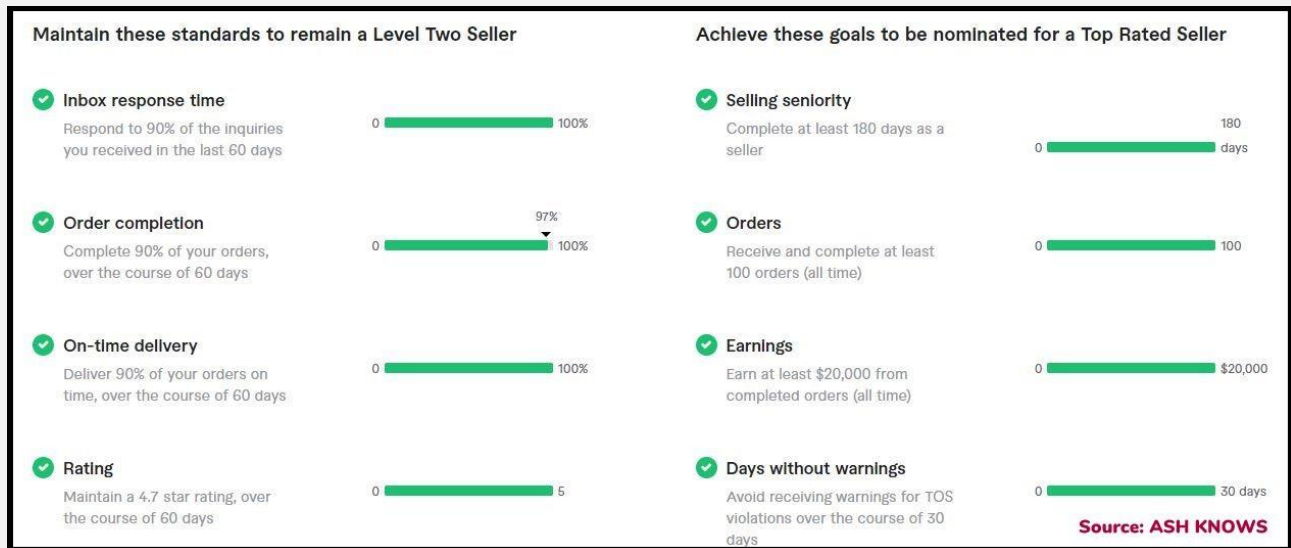 Maintain these standards to remain a Level Two Seller
Inbox response time
Respond to 90% of the inquiries
you received in the last 60 days
0 100%
Order completion
Complete 90% of your orders,
over the course of 60 days
97%
0 100%
On-time delivery
Deliver 90% of your orders on
time, over the course of 60 days
0 100%
Rating
Maintain a 4.7 star rating, over
the course of 60 days
0 5
Achieve these goals to be nominated for a Top Rated Seller
Selling seniority
Complete at least 180 days as a
seller
180
0 days
Orders
Receive and complete at least
100 orders (all time)
0 100
Earnings
Earn at least $20,000 from
completed orders (all time)
0 $20,000
Days without warnings
Avoid receiving warnings for TOS
violations over the course of 30
days
0 30 days
Source: ASH KNOWS